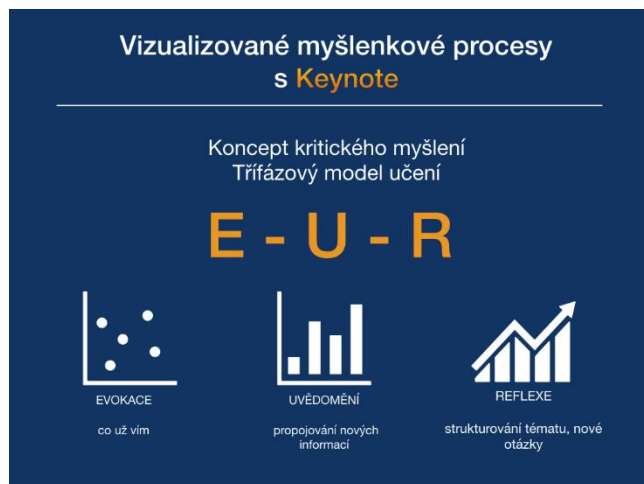 Vizualizované myšlenkové procesy
s Keynote
Koncept kritického myšlení
Třífázový model učení
E - U - R
EVOKACE
co už vím
UVĚDOMĚNÍ
propojování nových
informací
REFLEXE
strukturování tématu, nové
otázky